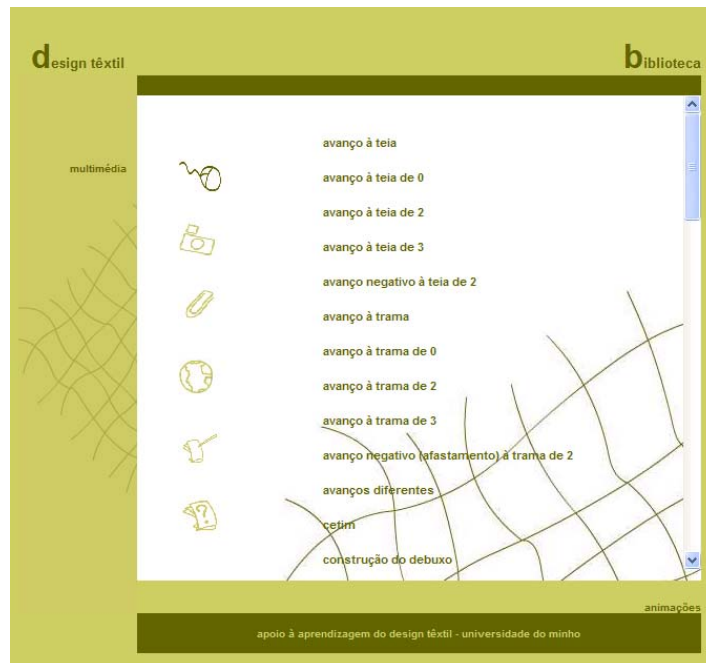 design têxtil
biblioteca
multimédia
avanço à teia
avanço à teia de 0
avanço à teia de 2
avanço à teia de 3
avanço negativo à teia de 2
avanço à trama
avanço à trama de 0
avanço à trama de 2
avanço à trama de 3
avanço negativo (afastamento) à trama de 2
avanços diferentes
cetim
construção do debuxo
?
animações
apoio à aprendizagem do design têxtil - universidade do minho